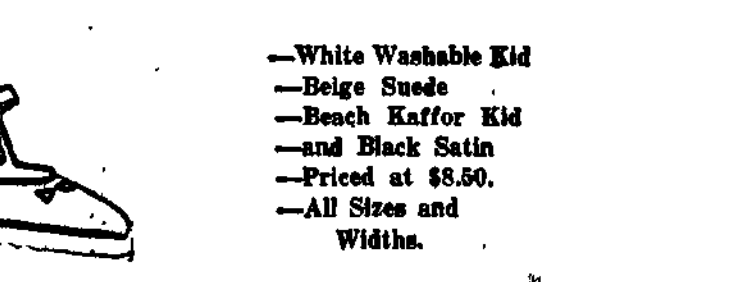 —White Washable Kid
—Beige Suede
—Beach Kaffor Kid
—and Black Satin
—Priced at $8.50.
—All Sizes and
Widths.